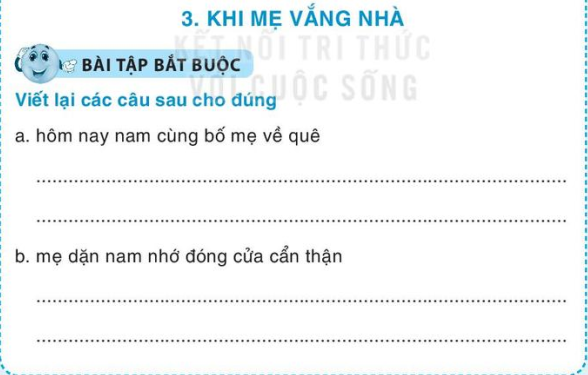 3. KHI MẸ VẮNG NHÀ
KẾT NỐI TRI THỨC
BÀI TẬP BẮT BUỘC
VỚI CUỘC SỐNG
Viết lại các câu sau cho đúng
a. hôm nay nam cùng bố mẹ về quê
................................................................................
................................................................................
b. mẹ dặn nam nhớ đóng cửa cẩn thận
................................................................................
................................................................................